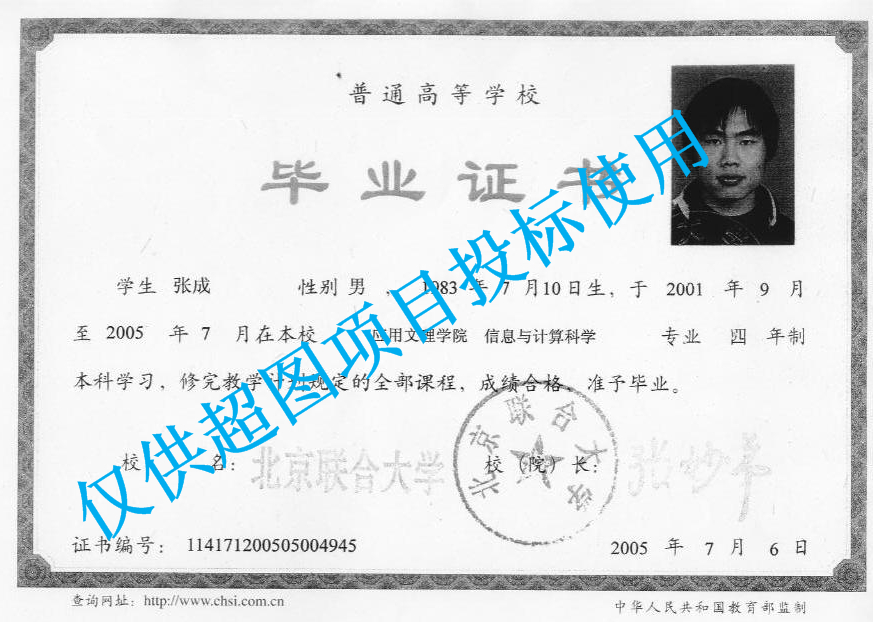 普通高等学校
毕业证书
学生 张成 性别 男 ，1983 年 7 月10 日生，于 2001 年 9 月
至 2005 年 7 月在本校 应用文理学院 信息与计算科学 专业 四 年制
本科学习，修完教学计划规定的全部课程，成绩合格，准予毕业。
校 名：北京联合大学 校（院）长：张妙弟
北京联合大学
证书编号：114171200505004945 2005 年 7 月 6 日
查询网址：http://www.chsi.com.cn 中华人民共和国教育部监制
仅供超图项目投标使用